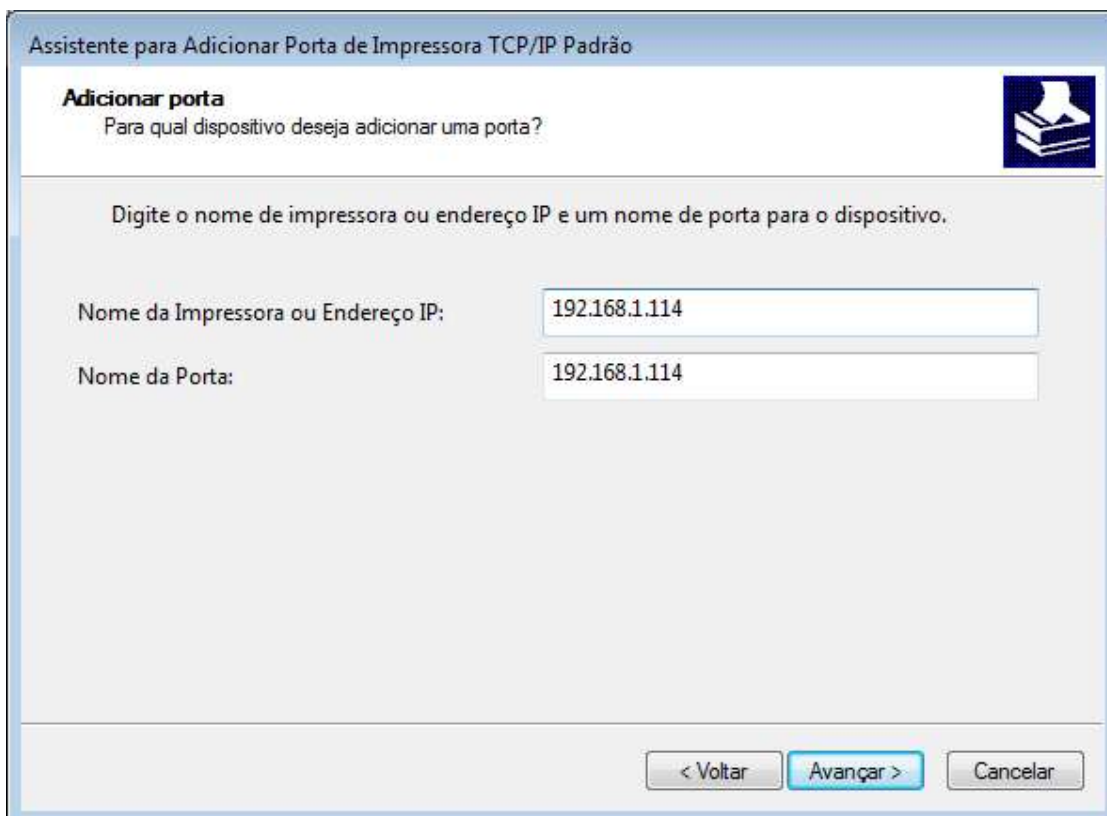 Assistente para Adicionar Porta de Impressora TCP/IP Padrão
Adicionar porta
Para qual dispositivo deseja adicionar uma porta?
Digite o nome de impressora ou endereço IP e um nome de porta para o dispositivo.
Nome da Impressora ou Endereço IP: 192.168.1.114
Nome da Porta: 192.168.1.114
< Voltar Avançar > Cancelar